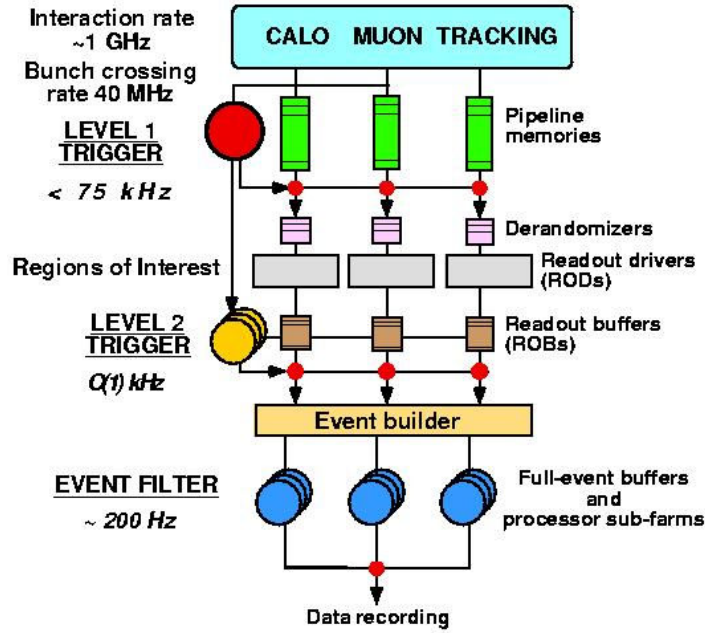 Interaction rate
~1 GHz
Bunch crossing
rate 40 MHz
CALO MUON TRACKING
LEVEL 1
TRIGGER
< 75 kHz
Pipeline
memories
Derandomizers
Regions of Interest
Readout drivers
(RODs)
LEVEL 2
TRIGGER
O(1) kHz
Readout buffers
(ROBs)
Event builder
EVENT FILTER
~ 200 Hz
Full-event buffers
and
processor sub-farms
Data recording